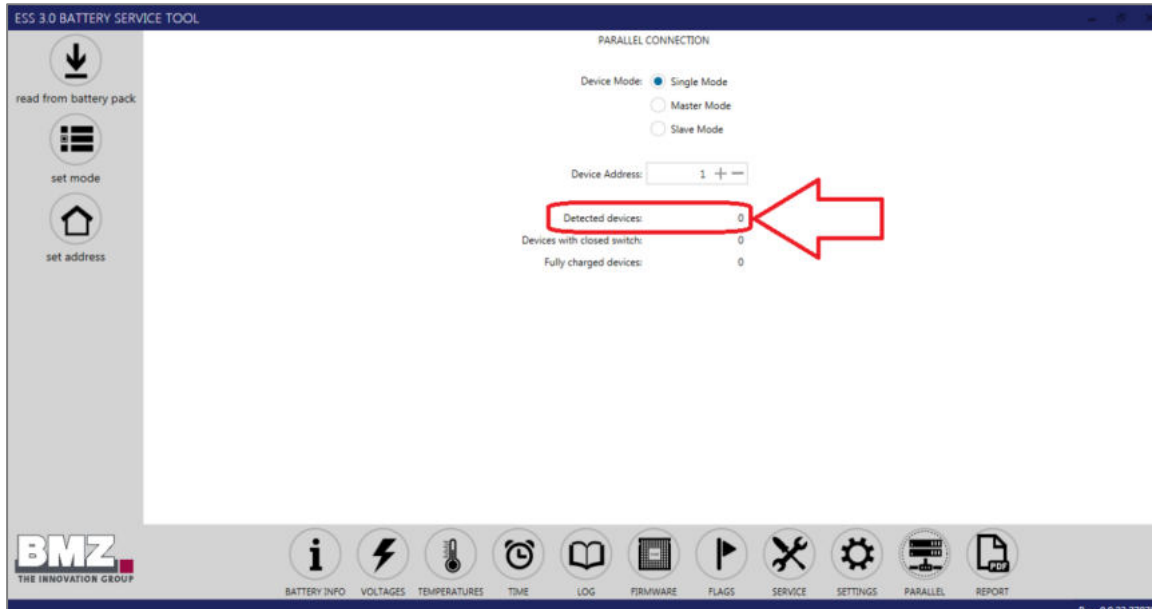 ESS 3.0 BATTERY SERVICE TOOL
read from battery pack
set mode
set address
PARALLEL CONNECTION
Device Mode: Single Mode
Master Mode
Slave Mode
Device Address: 1 + −
Detected devices: 0
Devices with closed switch: 0
Fully charged devices: 0
BMZ
THE INNOVATION GROUP
i
PDF
BATTERY INFO VOLTAGES TEMPERATURES TIME LOG FIRMWARE FLAGS SERVICE SETTINGS PARALLEL REPORT